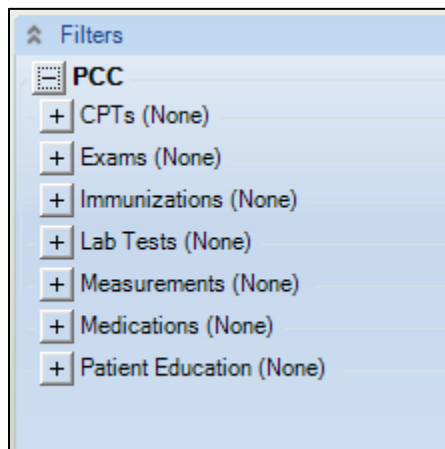 Filters
PCC
CPTs (None)
Exams (None)
Immunizations (None)
Lab Tests (None)
Measurements (None)
Medications (None)
Patient Education (None)